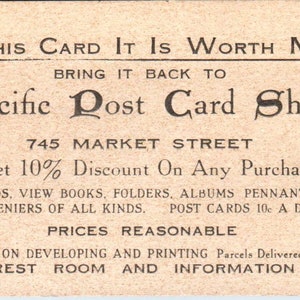 HIS CARD IT IS WORTH M
BRING IT BACK TO
cific Post Card Sh
745 MARKET STREET
et 10% Discount On Any Purcha
S, VIEW BOOKS, FOLDERS, ALBUMS PENNANT
ENIERS OF ALL KINDS. POST CARDS 10c A D
PRICES REASONABLE
ON DEVELOPING AND PRINTING Parcels Delivered
REST ROOM AND INFORMATION